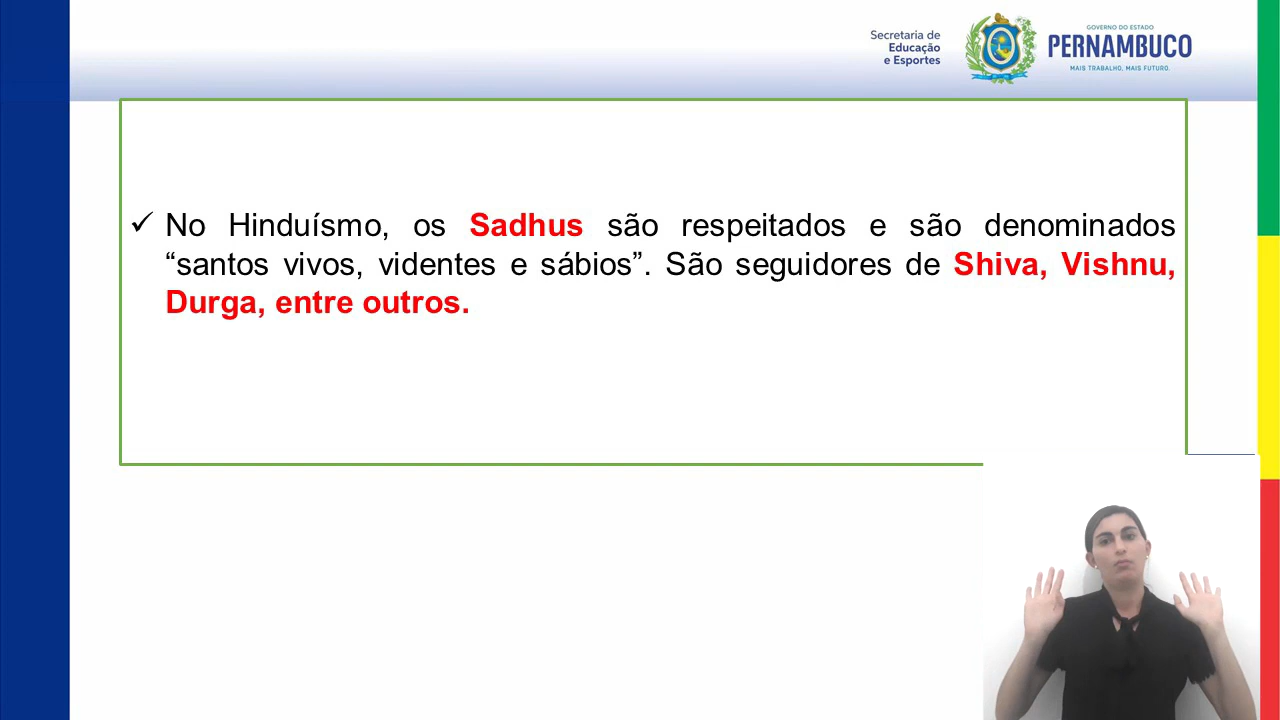 Secretaria de
Educação
e Esportes
GOVERNO DO ESTADO
PERNAMBUCO
MAIS TRABALHO, MAIS FUTURO.
✓ No Hinduísmo, os Sadhus são respeitados e são denominados
“santos vivos, videntes e sábios”. São seguidores de Shiva, Vishnu,
Durga, entre outros.